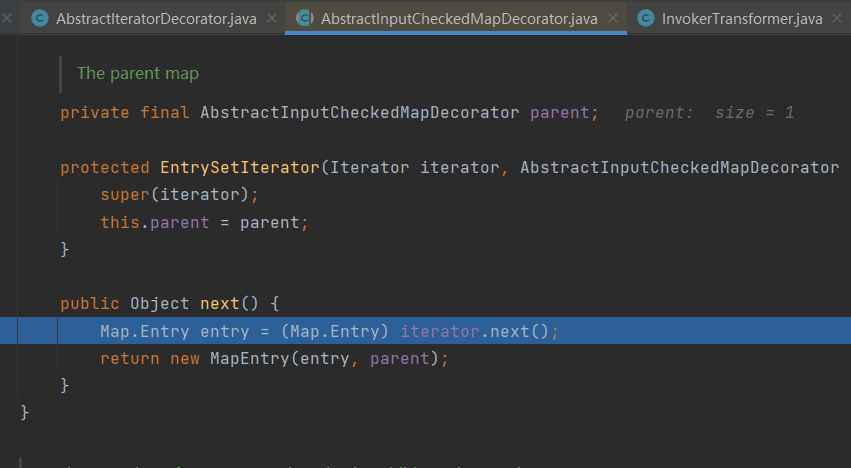 AbstractIteratorDecorator.java AbstractInputCheckedMapDecorator.java InvokerTransformer.java
The parent map
private final AbstractInputCheckedMapDecorator parent; parent: size = 1
protected EntrySetIterator(Iterator iterator, AbstractInputCheckedMapDecorator
super(iterator);
this.parent = parent;
}
public Object next() {
Map.Entry entry = (Map.Entry) iterator.next();
return new MapEntry(entry, parent);
}
}